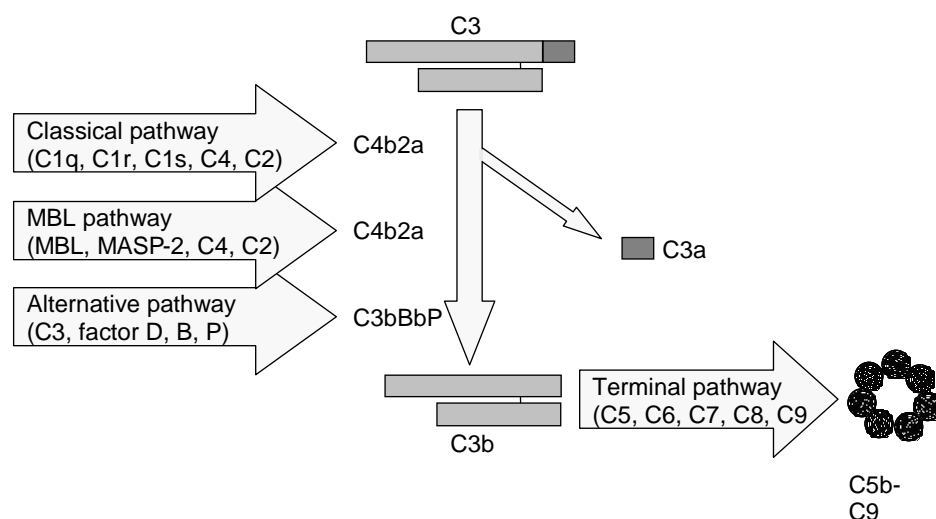 C3
Classical pathway
(C1q, C1r, C1s, C4, C2)
C4b2a
MBL pathway
(MBL, MASP-2, C4, C2)
C4b2a
C3a
Alternative pathway
(C3, factor D, B, P)
C3bBbP
Terminal pathway
(C5, C6, C7, C8, C9
C3b
C5b-
C9